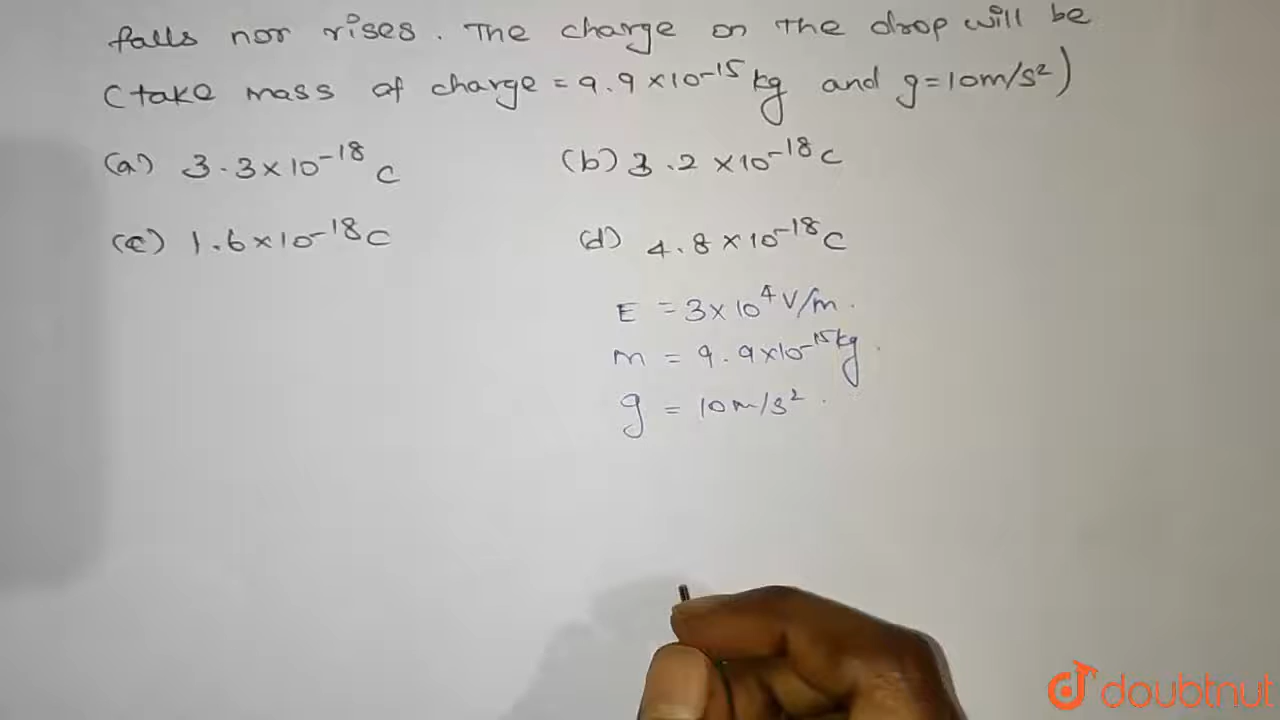 falls nor rises. The charge on the drop will be
(take mass of charge = 9.9 × 10⁻¹⁵ kg and g = 10 m/s²)
(a) 3.3 × 10⁻¹⁸ C (b) 3.2 × 10⁻¹⁸ C
(c) 1.6 × 10⁻¹⁸ C (d) 4.8 × 10⁻¹⁸ C
E = 3 × 10⁴ V/m.
m = 9.9 × 10⁻¹⁵ kg.
g = 10 m/s².
doubtnut